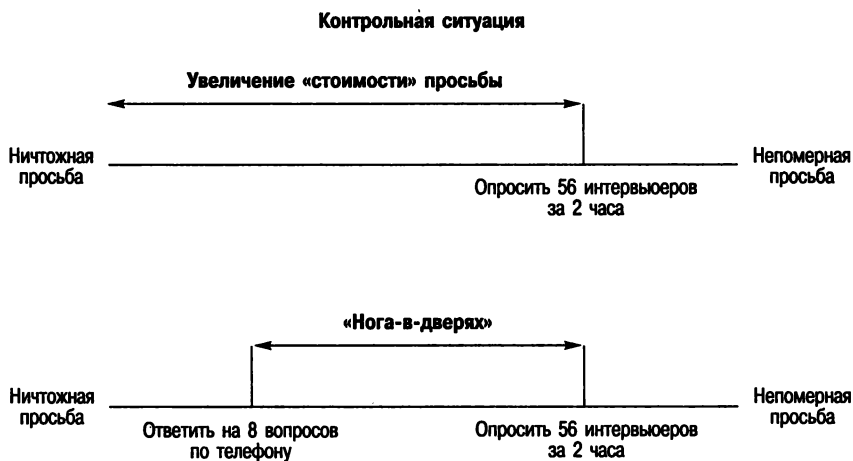 Контрольная ситуация
Увеличение «стоимости» просьбы
Ничтожная
просьба
Непомерная
просьба
Опросить 56 интервьюеров
за 2 часа
«Нога-в-дверях»
Ничтожная
просьба
Непомерная
просьба
Ответить на 8 вопросов
по телефону
Опросить 56 интервьюеров
за 2 часа